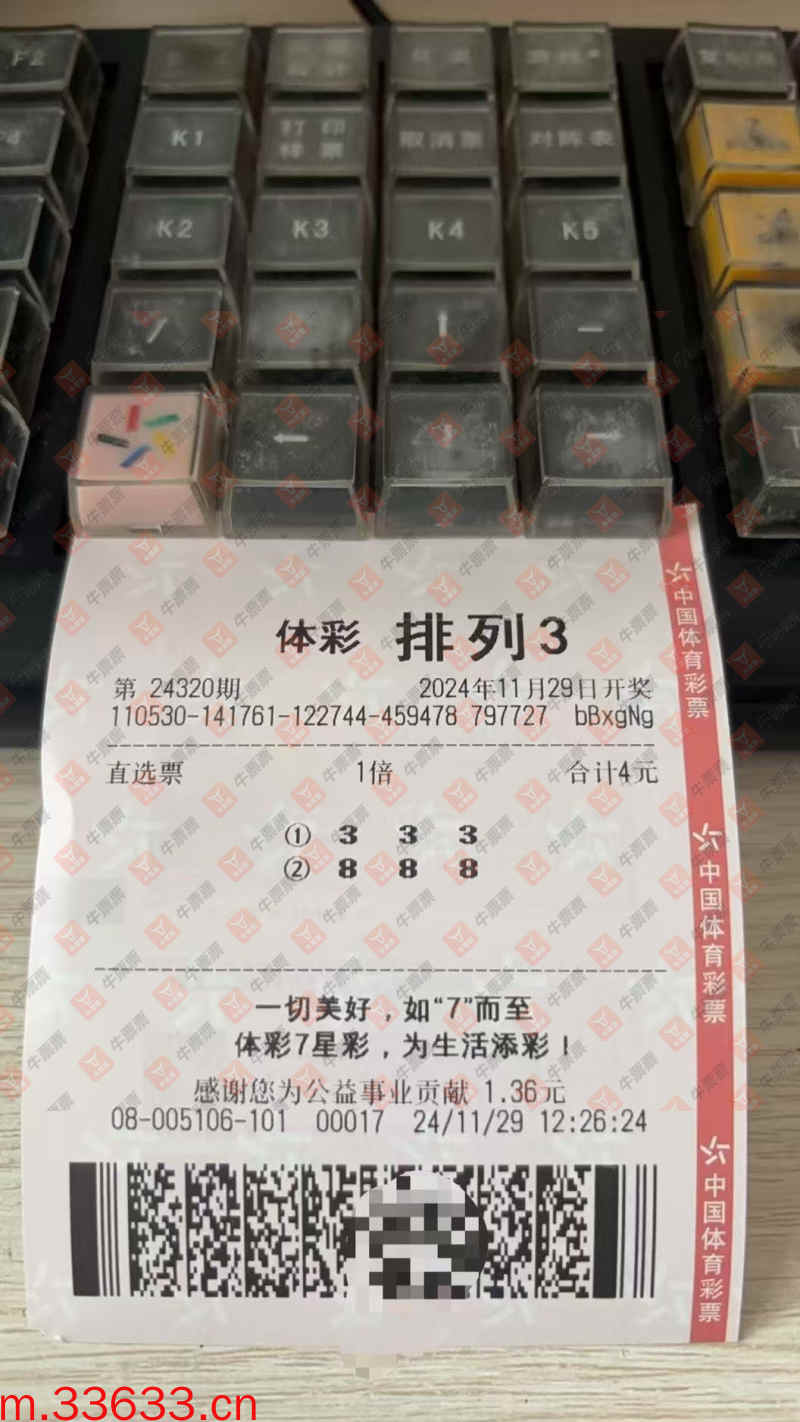 F2
K1
打印样票
取消票
对阵表
K2
K3
K4
K5
体彩 排列3
第 24320期 2024年11月29日开奖
110530-141761-122744-459478 797727 bBxgNg
直选票 1倍 合计4元
① 3 3 3
② 8 8 8
一切美好，如“7”而至
体彩7星彩，为生活添彩！
感谢您为公益事业贡献 1.36元
08-005106-101 00017 24/11/29 12:26:24
中国体育彩票
中国体育彩票
中国体育彩票
牛票票
m.33633.cn